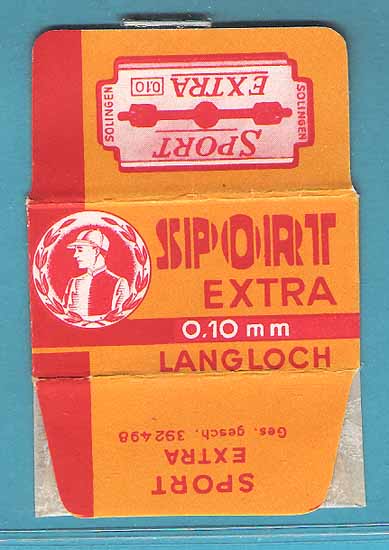 SOLINGEN
SPORT
EXTRA 0.10
SOLINGEN
SPORT
EXTRA
0.10 mm
LANGLOCH
SPORT
EXTRA
Ges. gesch. 392498